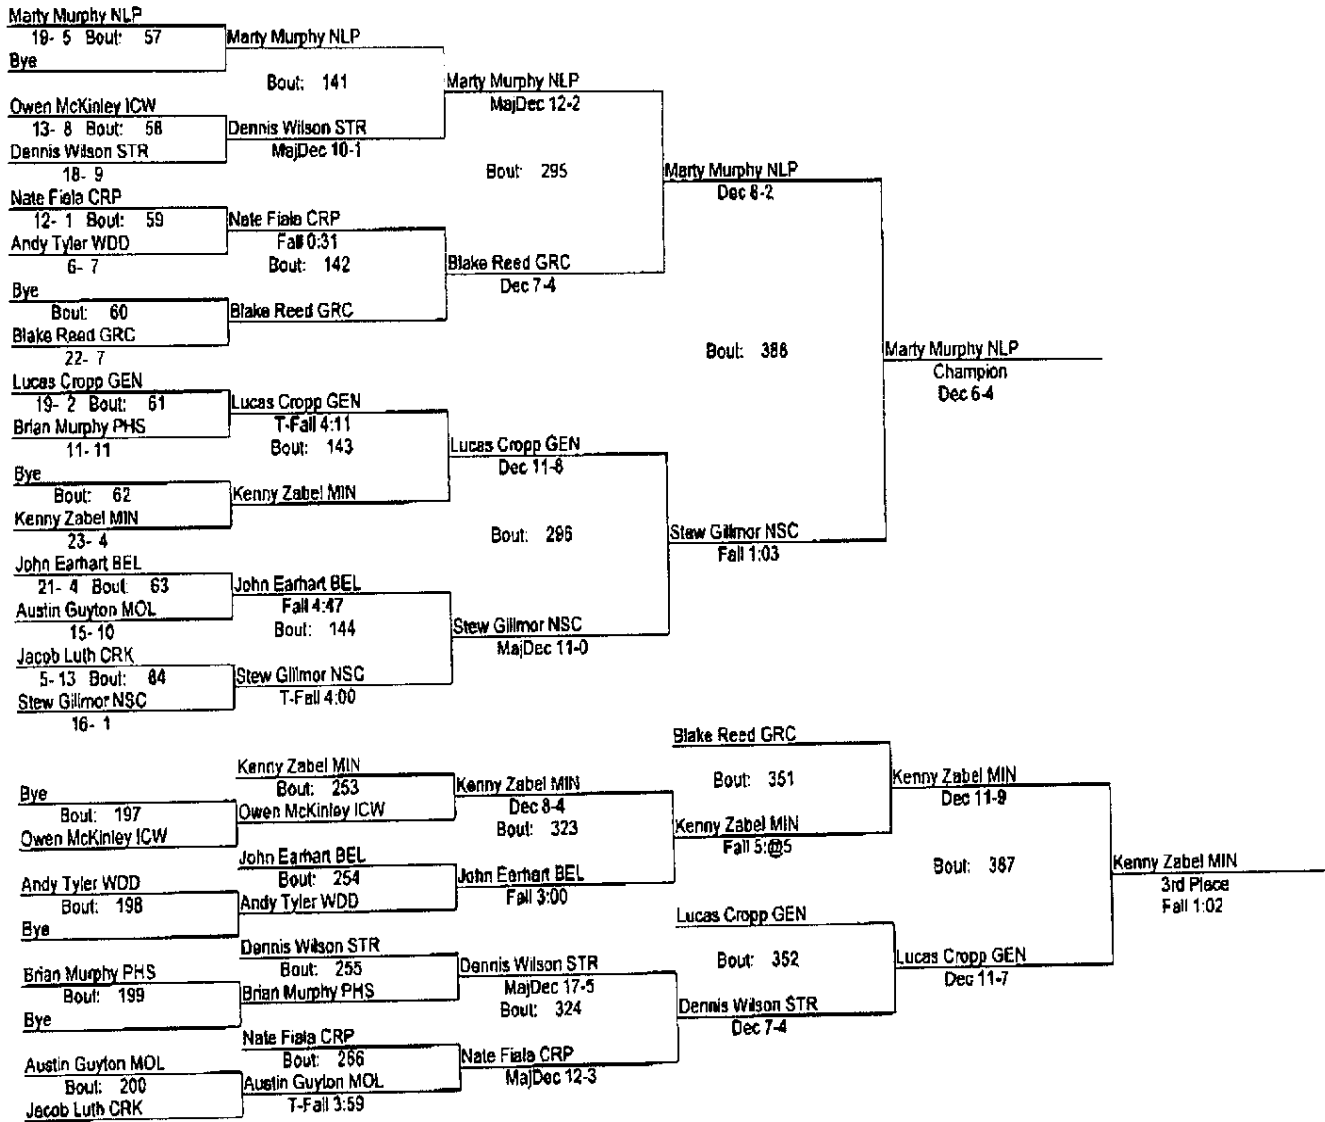 Marty Murphy NLP
19- 5 Bout: 57
Bye
Marty Murphy NLP
Bout: 141
Owen McKinley ICW
13- 8 Bout: 58
Dennis Wilson STR
18- 9
Dennis Wilson STR
MajDec 10-1
Marty Murphy NLP
MajDec 12-2
Bout: 295
Nate Fiala CRP
12- 1 Bout: 59
Andy Tyler WDD
6- 7
Nate Fiala CRP
Fall 0:31
Bout: 142
Bye
Bout: 60
Blake Reed GRC
22- 7
Blake Reed GRC
Blake Reed GRC
Dec 7-4
Marty Murphy NLP
Dec 8-2
Bout: 386
Marty Murphy NLP
Champion
Dec 6-4
Lucas Cropp GEN
19- 2 Bout: 61
Brian Murphy PHS
11- 11
Lucas Cropp GEN
T-Fall 4:11
Bout: 143
Bye
Bout: 62
Kenny Zabel MIN
23- 4
Kenny Zabel MIN
Lucas Cropp GEN
Dec 11-8
Bout: 296
John Earhart BEL
21- 4 Bout: 63
Austin Guyton MOL
15- 10
John Earhart BEL
Fall 4:47
Bout: 144
Jacob Luth CRK
5- 13 Bout: 64
Stew Gillmor NSC
16- 1
Stew Gillmor NSC
T-Fall 4:00
Stew Gillmor NSC
MajDec 11-0
Stew Gillmor NSC
Fall 1:03
Bye
Bout: 197
Owen McKinley ICW
Kenny Zabel MIN
Bout: 253
Owen McKinley ICW
Kenny Zabel MIN
Dec 8-4
Bout: 323
Andy Tyler WDD
Bout: 198
Bye
John Earhart BEL
Bout: 254
Andy Tyler WDD
John Earhart BEL
Fall 3:00
Blake Reed GRC
Bout: 351
Kenny Zabel MIN
Kenny Zabel MIN
Dec 11-9
Bout: 387
Kenny Zabel MIN
3rd Place
Fall 1:02
Brian Murphy PHS
Bout: 199
Bye
Dennis Wilson STR
Bout: 255
Brian Murphy PHS
Dennis Wilson STR
MajDec 17-5
Bout: 324
Austin Guyton MOL
Bout: 200
Jacob Luth CRK
Nate Fiala CRP
Bout: 256
Austin Guyton MOL
T-Fall 3:59
Nate Fiala CRP
MajDec 12-3
Lucas Cropp GEN
Bout: 352
Dennis Wilson STR
Dec 7-4
Lucas Cropp GEN
Dec 11-7